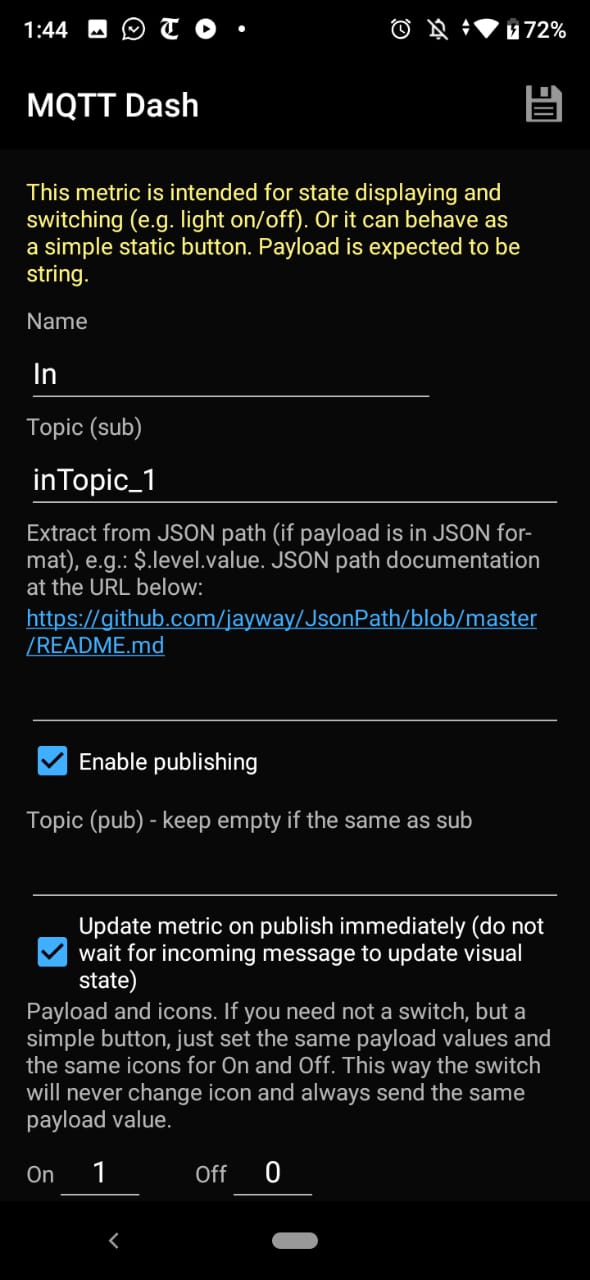 1:44
72%
MQTT Dash
This metric is intended for state displaying and
switching (e.g. light on/off). Or it can behave as
a simple static button. Payload is expected to be
string.
Name
In
Topic (sub)
inTopic_1
Extract from JSON path (if payload is in JSON for-
mat), e.g.: $.level.value. JSON path documentation
at the URL below:
https://github.com/jayway/JsonPath/blob/master
/README.md
Enable publishing
Topic (pub) - keep empty if the same as sub
Update metric on publish immediately (do not
wait for incoming message to update visual
state)
Payload and icons. If you need not a switch, but a
simple button, just set the same payload values and
the same icons for On and Off. This way the switch
will never change icon and always send the same
payload value.
On 1 Off 0